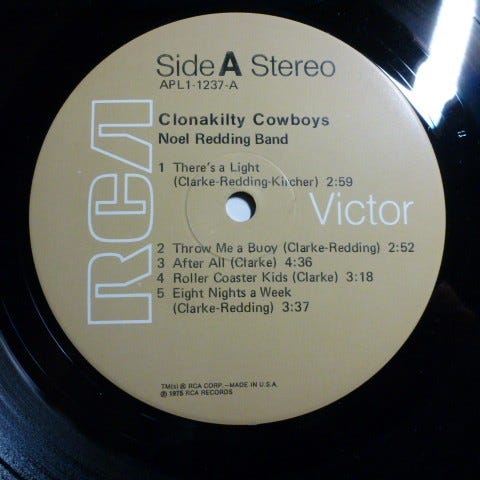 Side A Stereo
APL1-1237-A
Clonakilty Cowboys
Noel Redding Band
1 There's a Light
(Clarke-Redding-Kircher) 2:59
RCA
Victor
2 Throw Me a Buoy (Clarke-Redding) 2:52
3 After All (Clarke) 4:36
4 Roller Coaster Kids (Clarke) 3:18
5 Eight Nights a Week
(Clarke-Redding) 3:37
TM(s) ® RCA CORP.—MADE IN U.S.A.
℗ 1975 RCA RECORDS